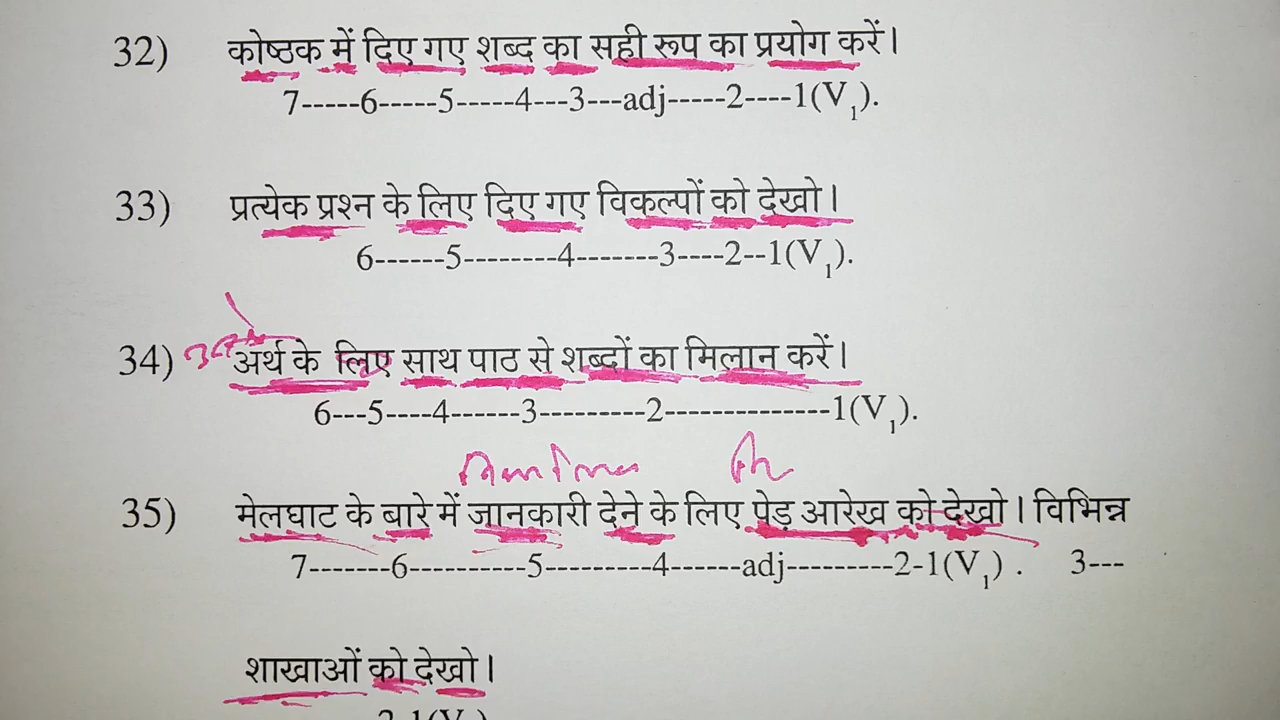 32) कोष्ठक में दिए गए शब्द का सही रूप का प्रयोग करें।
7-----6-----5-----4---3---adj-----2----1(V1).
33) प्रत्येक प्रश्न के लिए दिए गए विकल्पों को देखो।
6------5--------4-------3----2--1(V1).
34) अर्थ के लिए साथ पाठ से शब्दों का मिलान करें।
6---5----4------3---------2--------------1(V1).
35) मेलघाट के बारे में जानकारी देने के लिए पेड़ आरेख को देखो। विभिन्न
7-------6----------5---------4------adj---------2-1(V1) . 3---
शाखाओं को देखो।
2-1(V)